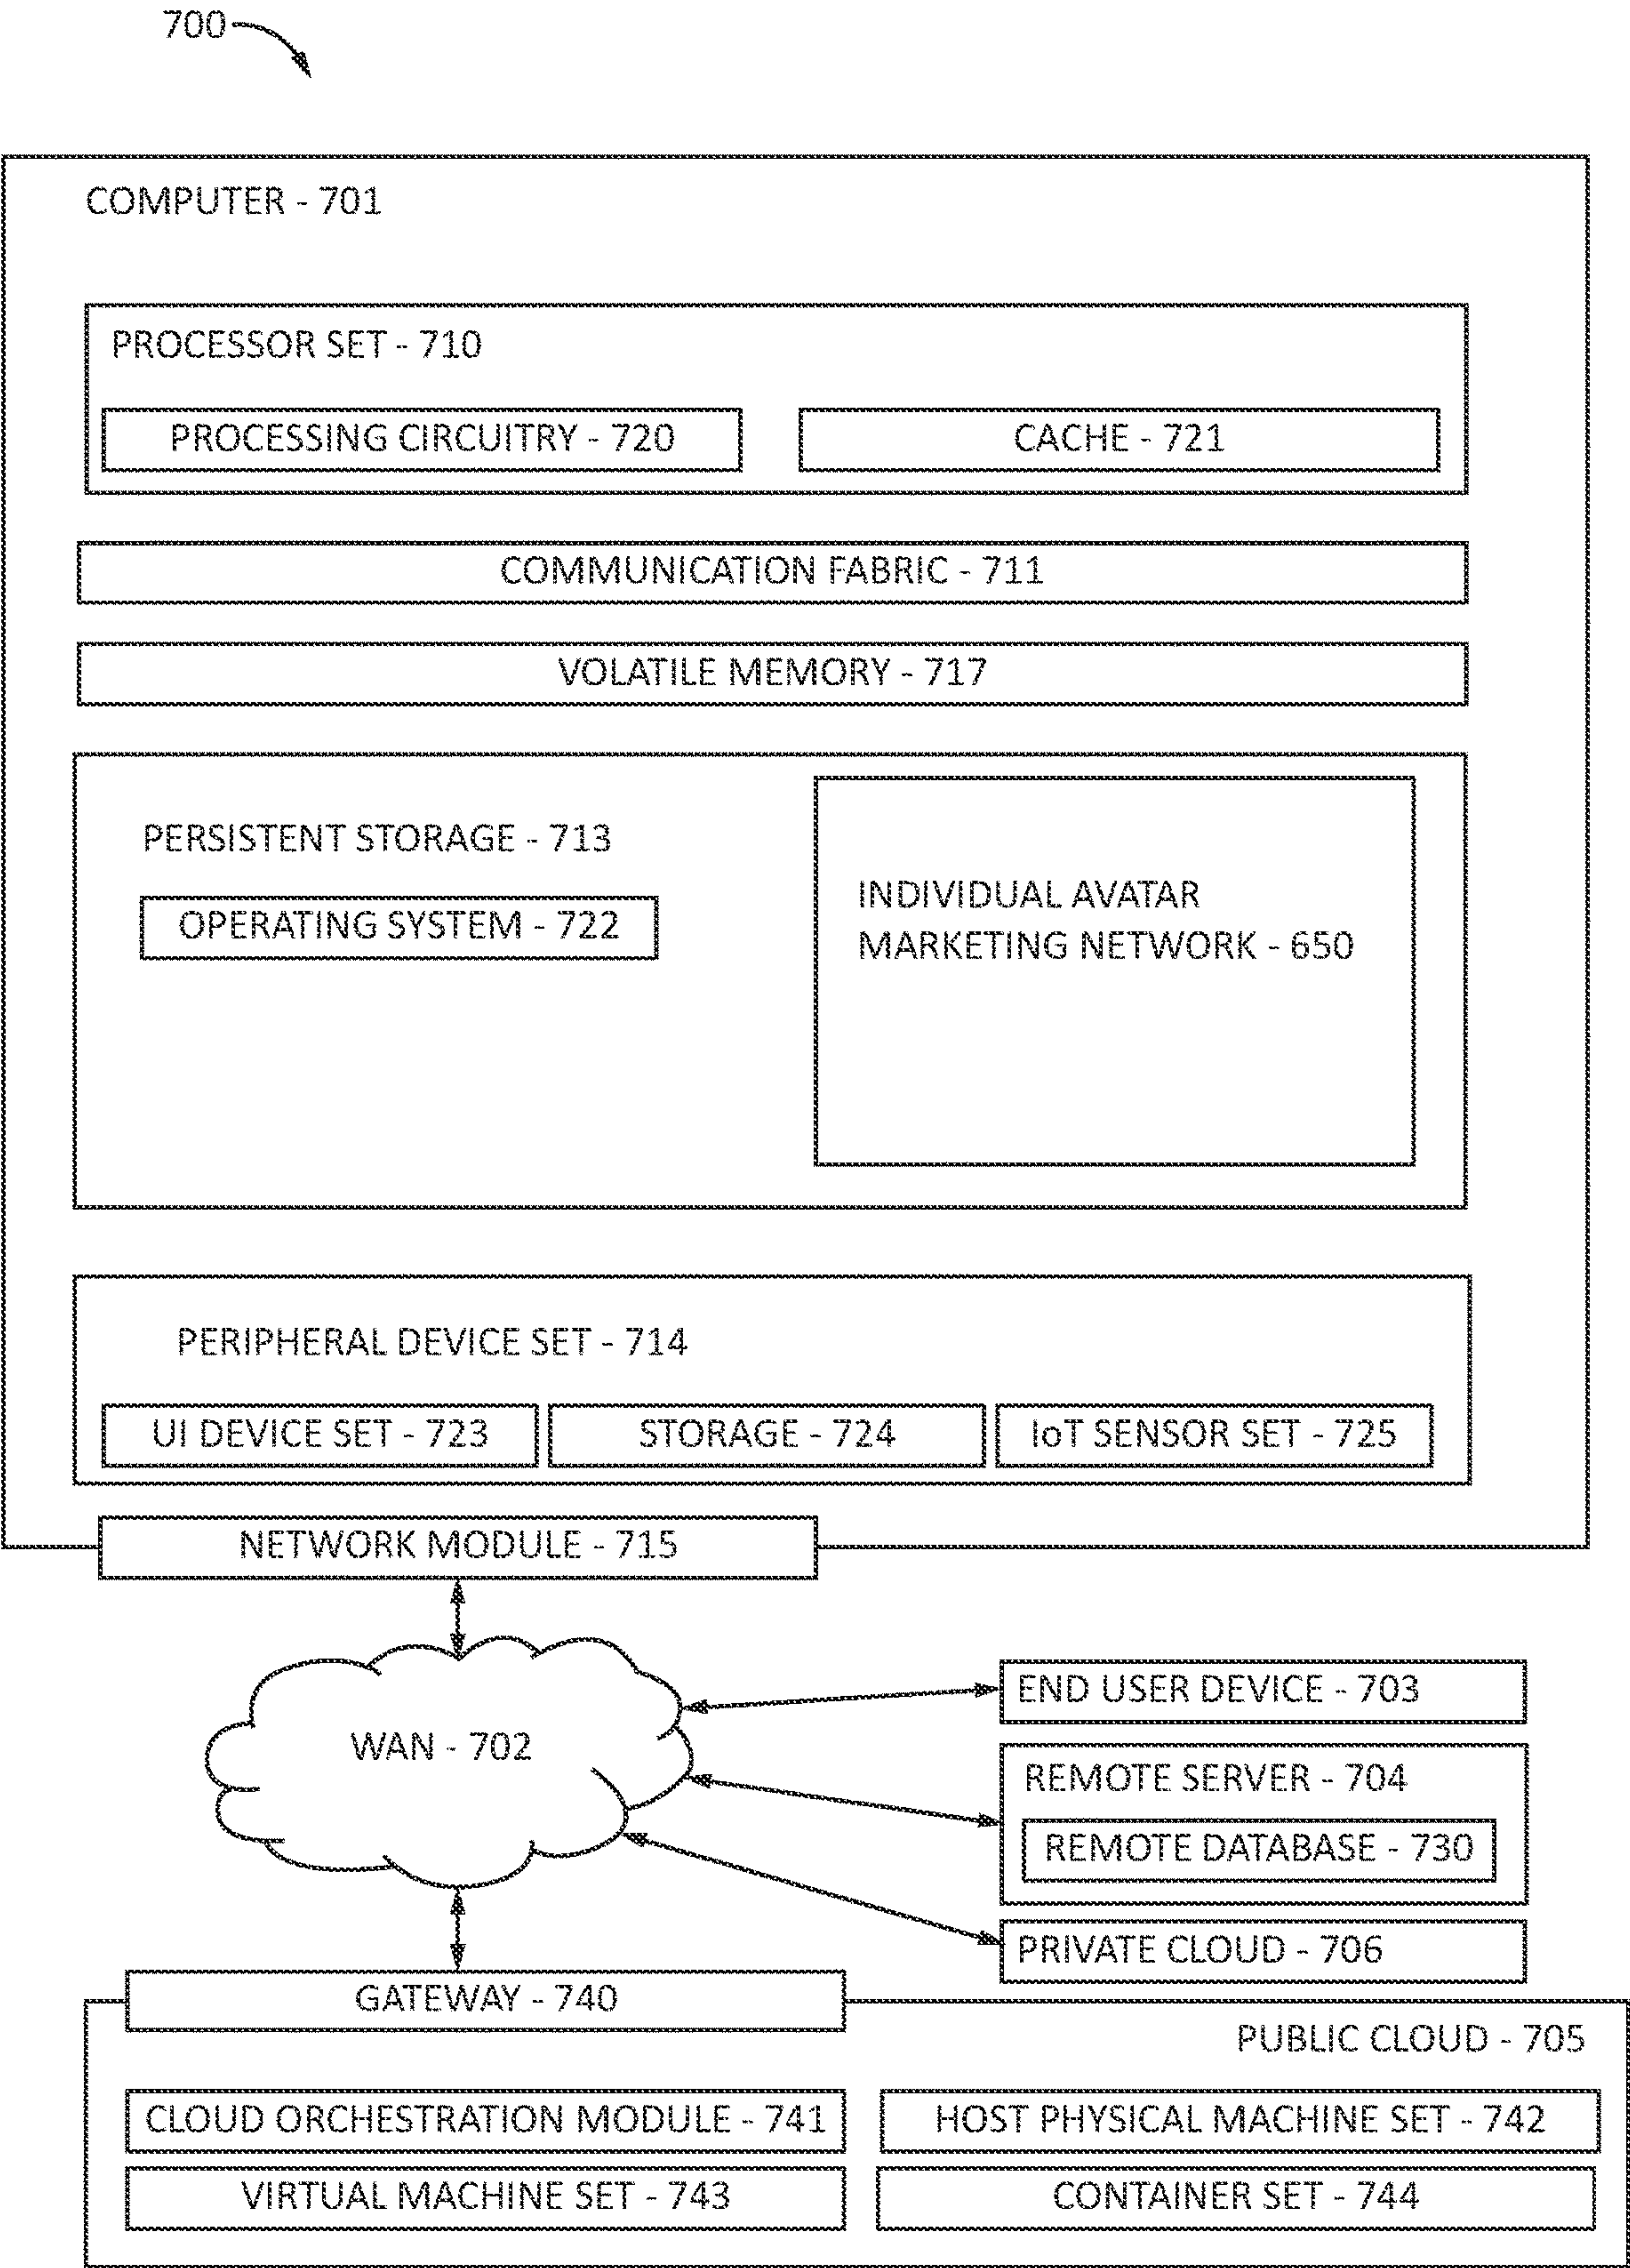 700
COMPUTER - 701
PROCESSOR SET - 710
PROCESSING CIRCUITRY - 720
CACHE - 721
COMMUNICATION FABRIC - 711
VOLATILE MEMORY - 717
PERSISTENT STORAGE - 713
OPERATING SYSTEM - 722
INDIVIDUAL AVATAR
MARKETING NETWORK - 650
PERIPHERAL DEVICE SET - 714
UI DEVICE SET - 723
STORAGE - 724
IoT SENSOR SET - 725
NETWORK MODULE - 715
WAN - 702
END USER DEVICE - 703
REMOTE SERVER - 704
REMOTE DATABASE - 730
PRIVATE CLOUD - 706
GATEWAY - 740
PUBLIC CLOUD - 705
CLOUD ORCHESTRATION MODULE - 741
HOST PHYSICAL MACHINE SET - 742
VIRTUAL MACHINE SET - 743
CONTAINER SET - 744